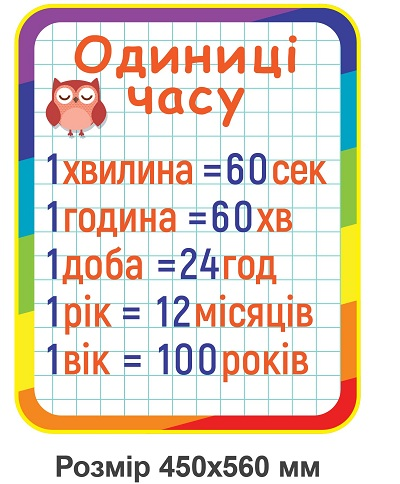 Одиниці
часу
1хвилина =60сек
1година =60хв
1доба =24год
1рік = 12місяців
1вік = 100років
Розмір 450х560 мм